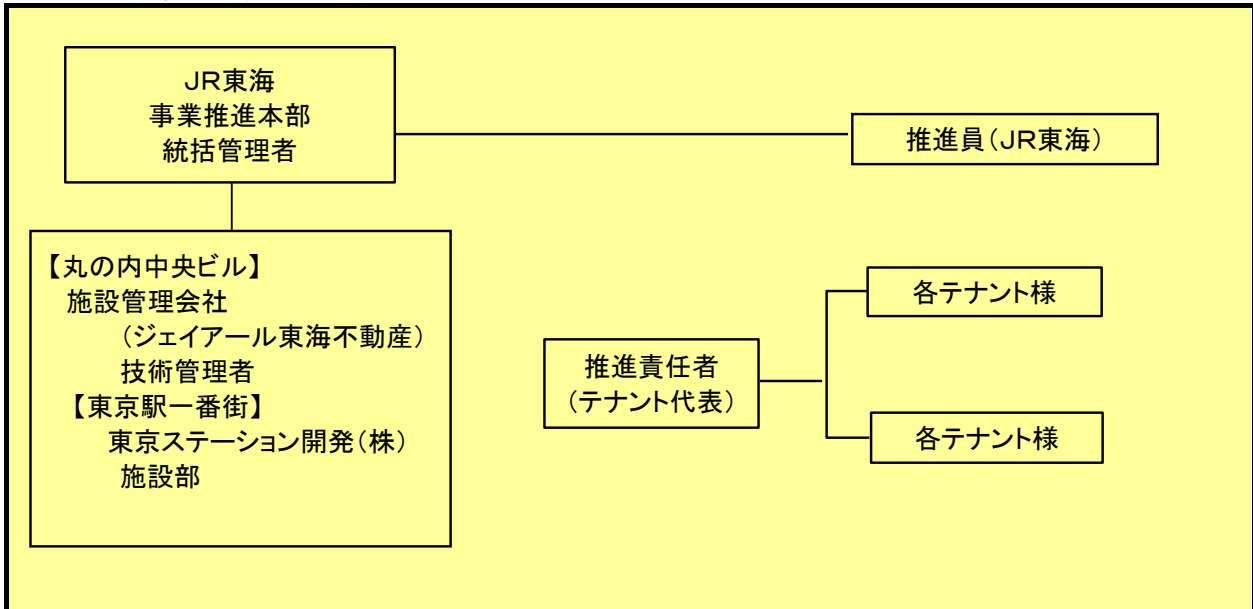 ＪＲ東海
事業推進本部
統括管理者
推進員（ＪＲ東海）
【丸の内中央ビル】
施設管理会社
（ジェイアール東海不動産）
技術管理者
【東京駅一番街】
東京ステーション開発（株）
施設部
推進責任者
（テナント代表）
各テナント様
各テナント様